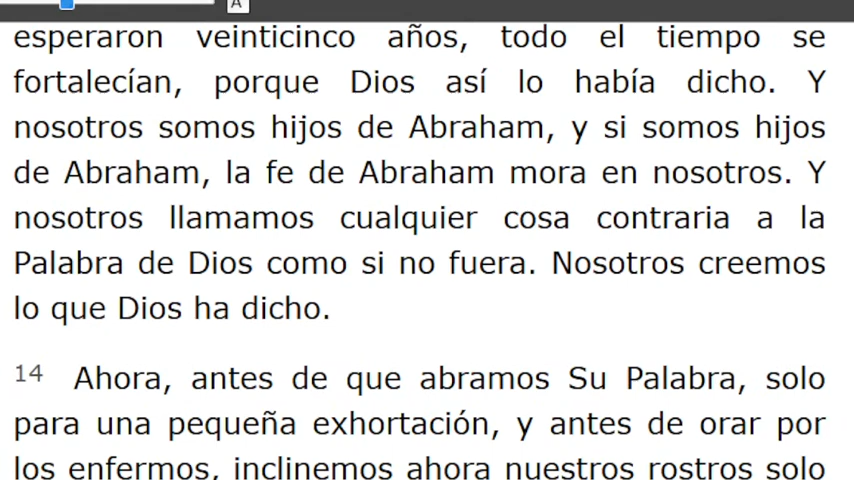 A
esperaron veinticinco años, todo el tiempo se
fortalecían, porque Dios así lo había dicho. Y
nosotros somos hijos de Abraham, y si somos hijos
de Abraham, la fe de Abraham mora en nosotros. Y
nosotros llamamos cualquier cosa contraria a la
Palabra de Dios como si no fuera. Nosotros creemos
lo que Dios ha dicho.
14 Ahora, antes de que abramos Su Palabra, solo
para una pequeña exhortación, y antes de orar por
los enfermos, inclinemos ahora nuestros rostros solo